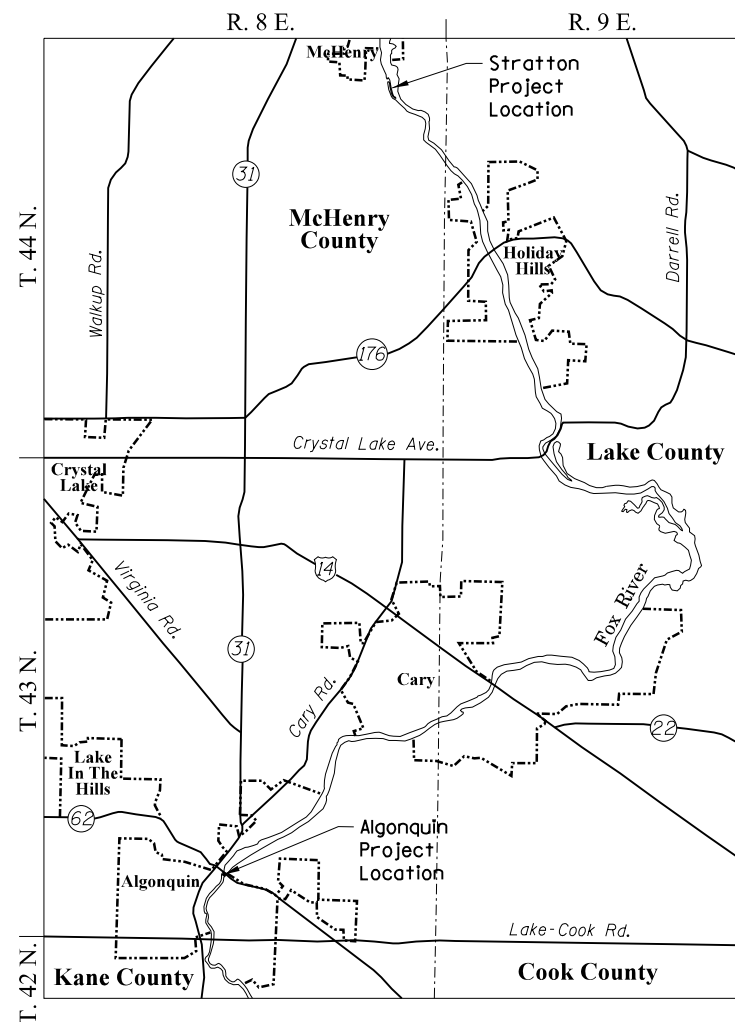 R. 8 E.
R. 9 E.
McHenry
Stratton
Project
Location
31
McHenry
County
T. 44 N.
Walkup Rd.
Darrell Rd.
Holiday
Hills
176
Crystal Lake Ave.
Lake County
Crystal
Lake
14
Virginia Rd.
Fox River
31
T. 43 N.
Cary Rd.
Cary
22
Lake
In The
Hills
62
Algonquin
Project
Location
Algonquin
Lake-Cook Rd.
T. 42 N.
Kane County
Cook County